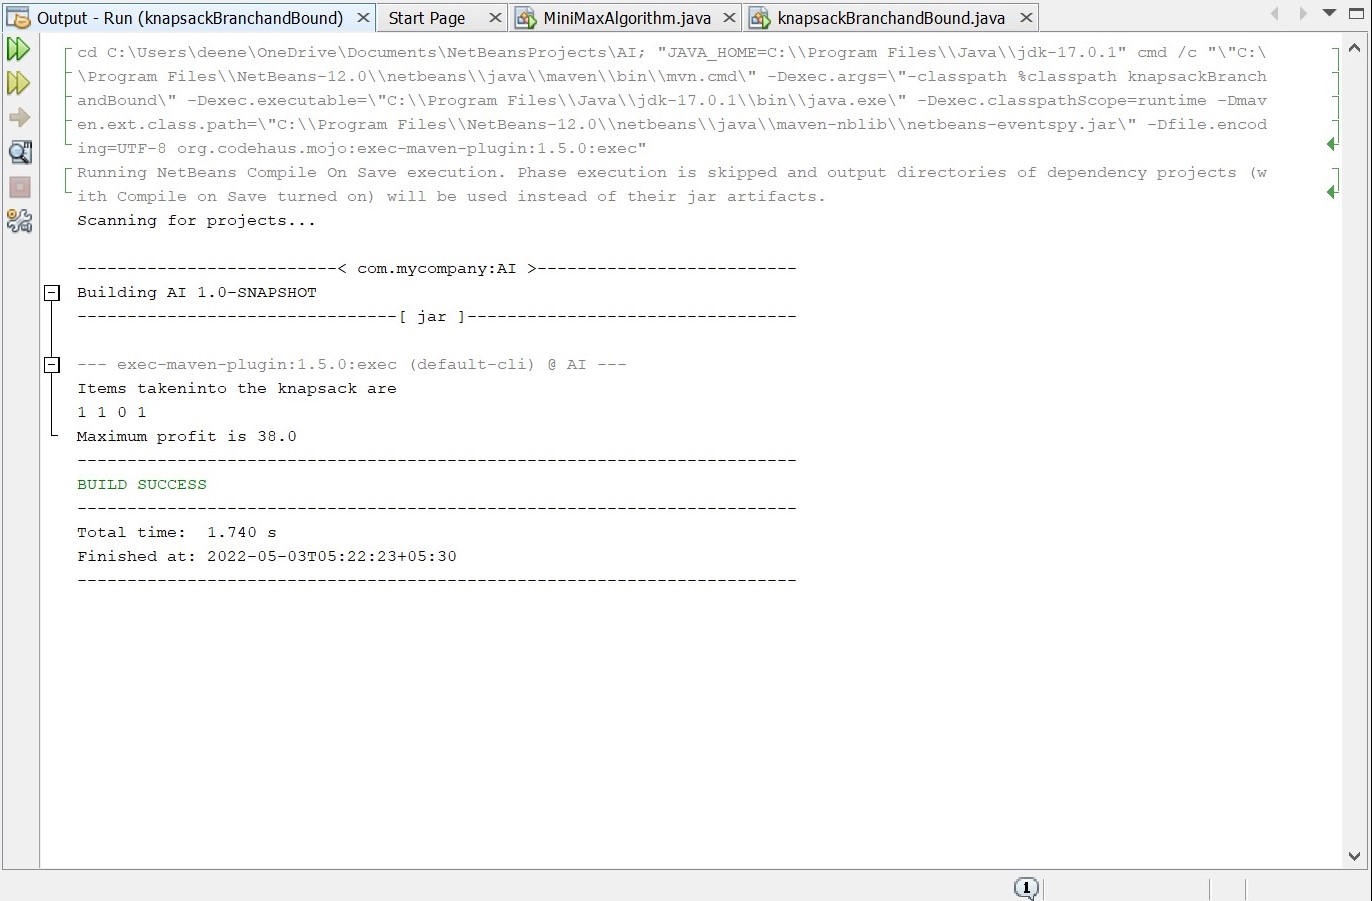 Output - Run (knapsackBranchandBound) × Start Page × MiniMaxAlgorithm.java × knapsackBranchandBound.java ×
cd C:\Users\deene\OneDrive\Documents\NetBeansProjects\AI; "JAVA_HOME=C:\\Program Files\\Java\\jdk-17.0.1" cmd /c "\"C:\
\Program Files\\NetBeans-12.0\\netbeans\\java\\maven\\bin\\mvn.cmd\" -Dexec.args=\"-classpath %classpath knapsackBranch
andBound\" -Dexec.executable=\"C:\\Program Files\\Java\\jdk-17.0.1\\bin\\java.exe\" -Dexec.classpathScope=runtime -Dmav
en.ext.class.path=\"C:\\Program Files\\NetBeans-12.0\\netbeans\\java\\maven-nblib\\netbeans-eventspy.jar\" -Dfile.encod
ing=UTF-8 org.codehaus.mojo:exec-maven-plugin:1.5.0:exec"
Running NetBeans Compile On Save execution. Phase execution is skipped and output directories of dependency projects (w
ith Compile on Save turned on) will be used instead of their jar artifacts.
Scanning for projects...
--------------------------< com.mycompany:AI >--------------------------
Building AI 1.0-SNAPSHOT
--------------------------------[ jar ]---------------------------------
--- exec-maven-plugin:1.5.0:exec (default-cli) @ AI ---
Items takeninto the knapsack are
1 1 0 1
Maximum profit is 38.0
------------------------------------------------------------------------
BUILD SUCCESS
------------------------------------------------------------------------
Total time:  1.740 s
Finished at: 2022-05-03T05:22:23+05:30
------------------------------------------------------------------------
1